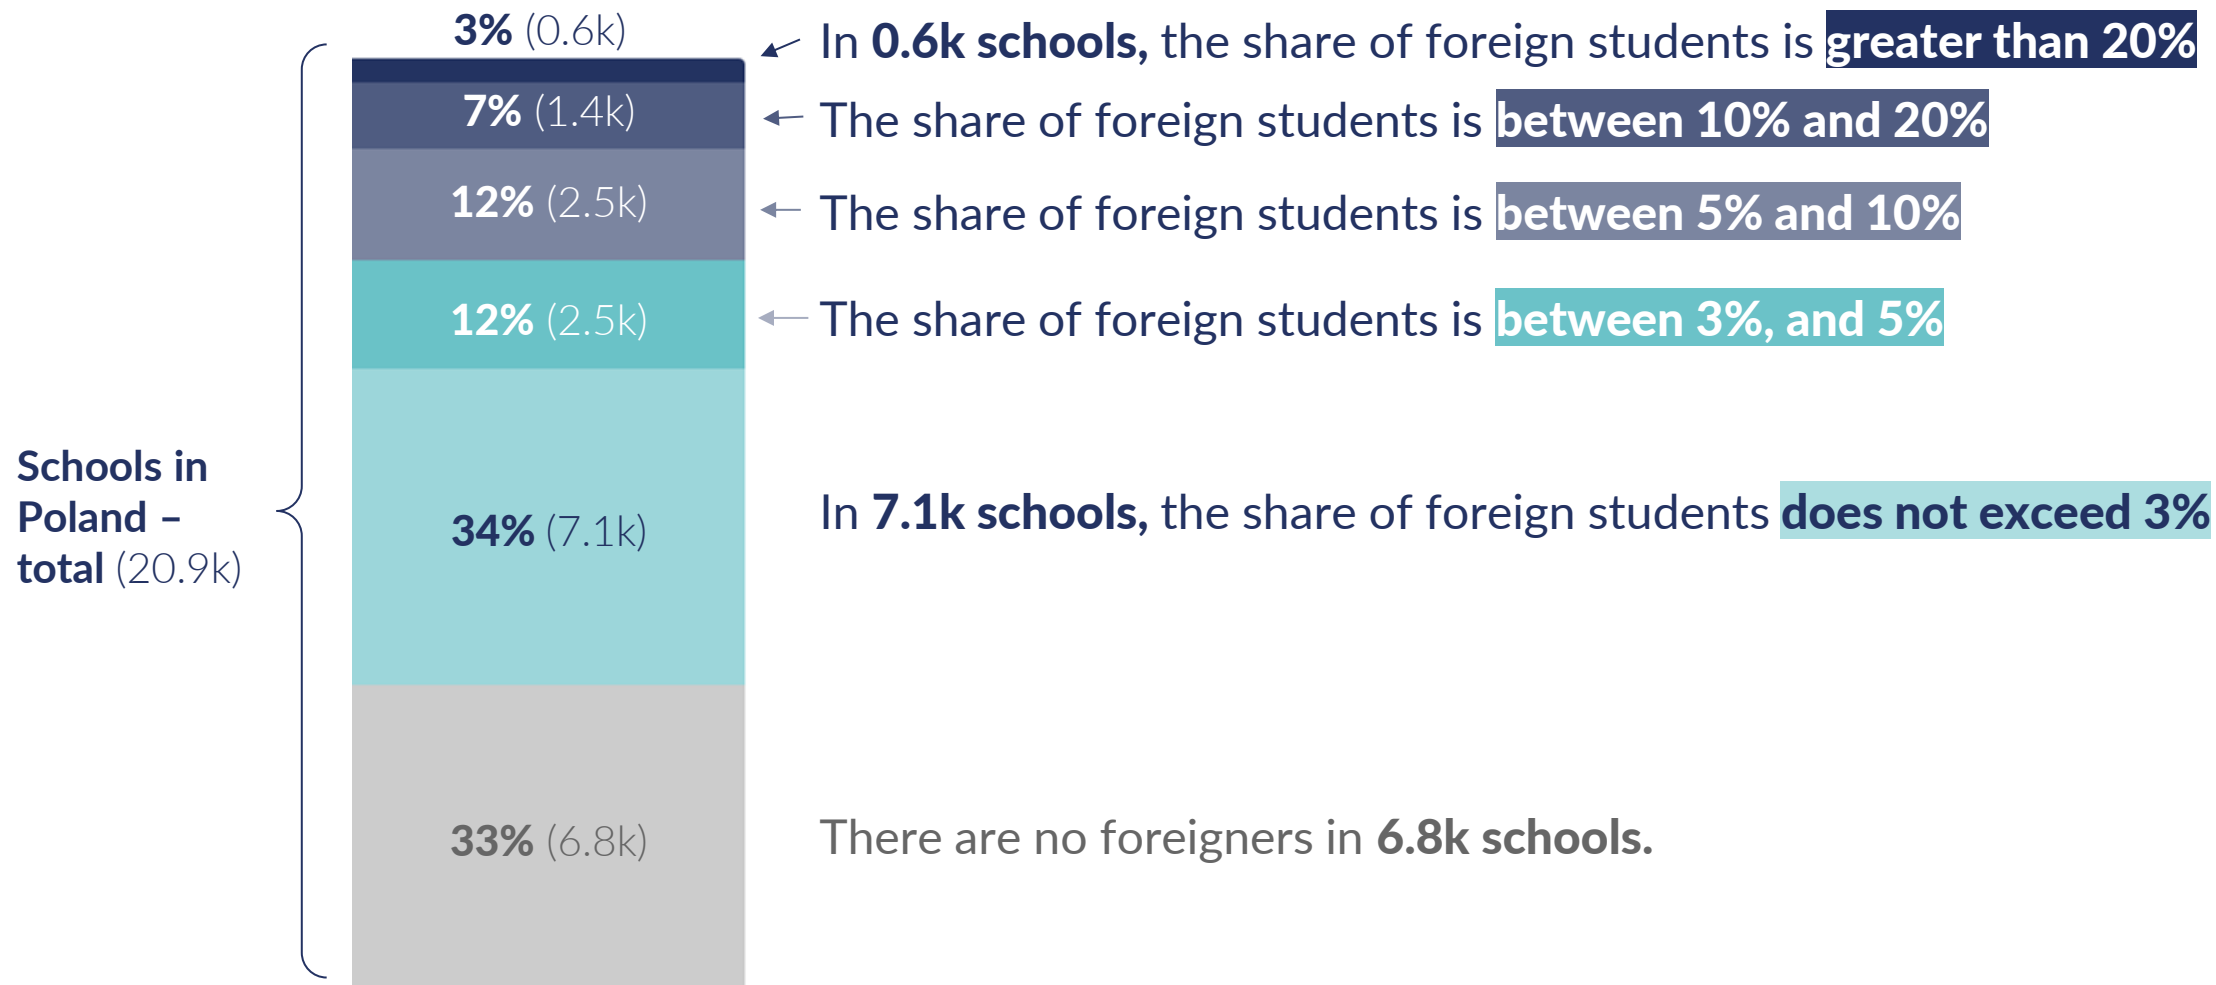 3% (0.6k)
In 0.6k schools, the share of foreign students is greater than 20%
7% (1.4k)
The share of foreign students is between 10% and 20%
12% (2.5k)
The share of foreign students is between 5% and 10%
12% (2.5k)
The share of foreign students is between 3%, and 5%
Schools in
Poland –
total (20.9k)
34% (7.1k)
In 7.1k schools, the share of foreign students does not exceed 3%
33% (6.8k)
There are no foreigners in 6.8k schools.